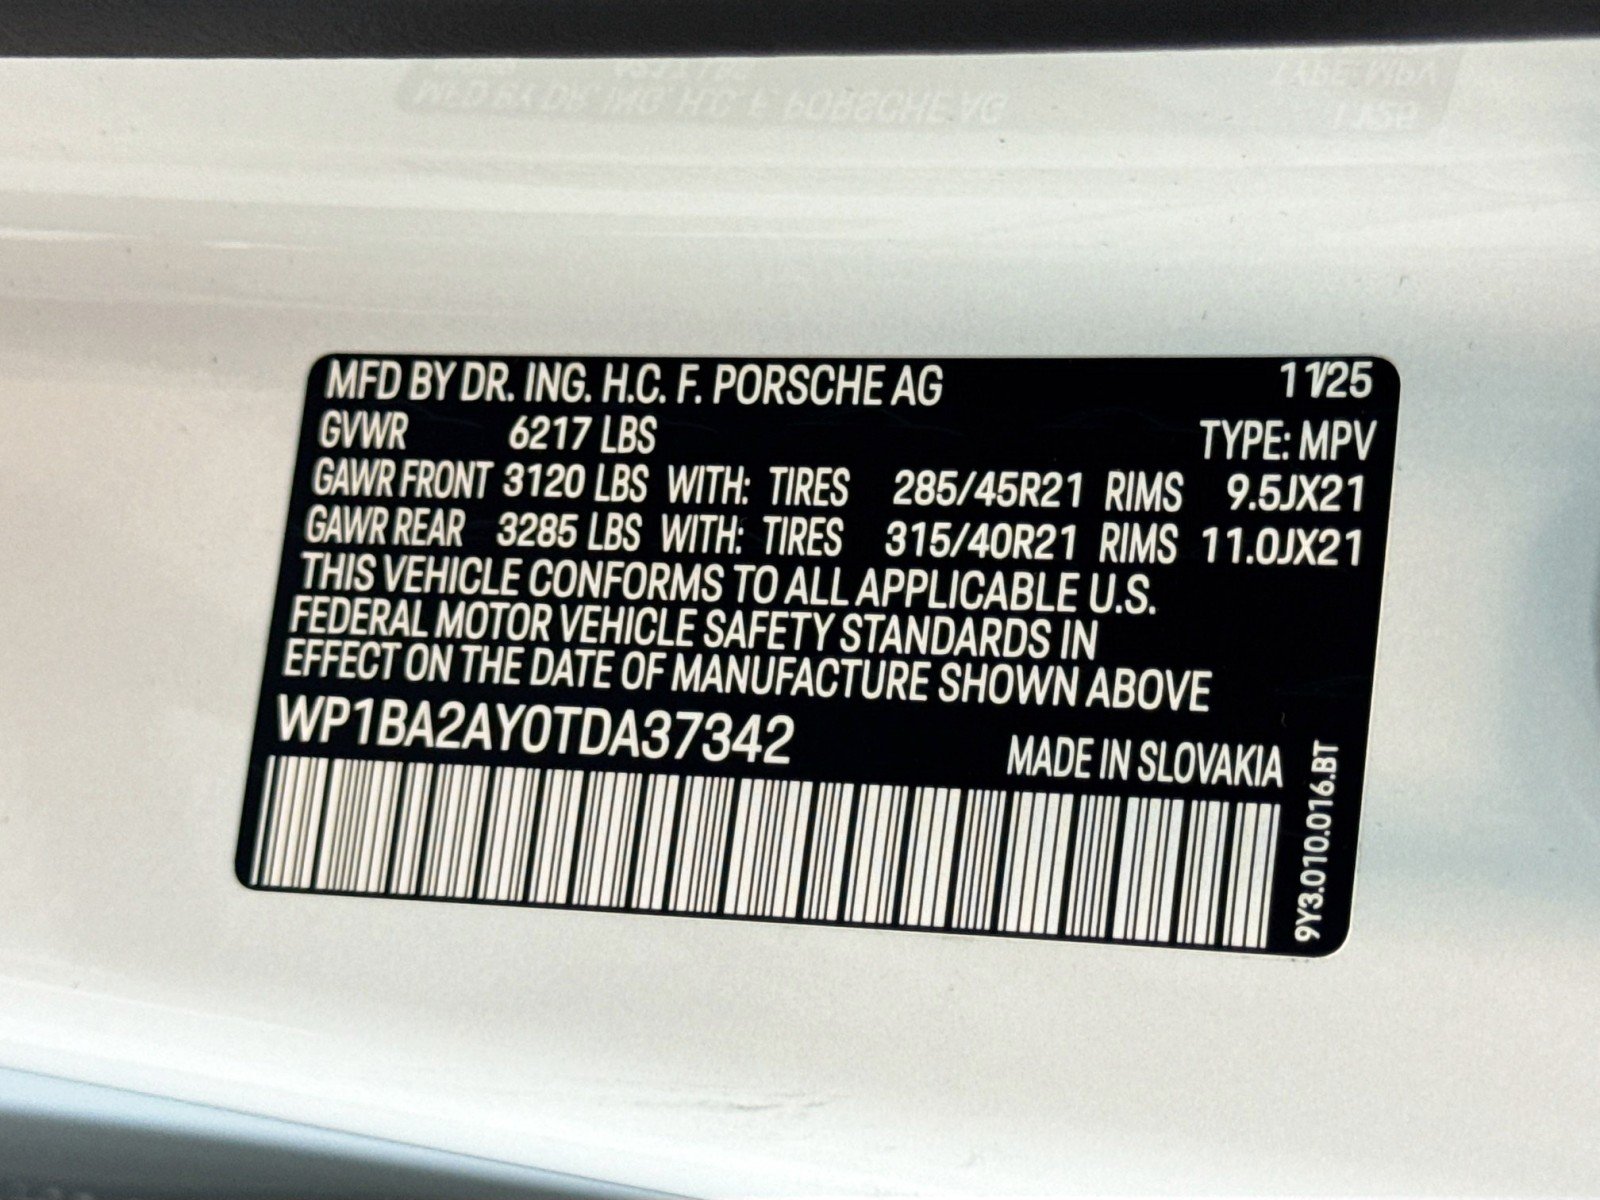 MFD BY DR. ING. H.C. F. PORSCHE AG 11/25
GVWR 6217 LBS TYPE: MPV
GAWR FRONT 3120 LBS WITH: TIRES 285/45R21 RIMS 9.5JX21
GAWR REAR 3285 LBS WITH: TIRES 315/40R21 RIMS 11.0JX21
THIS VEHICLE CONFORMS TO ALL APPLICABLE U.S.
FEDERAL MOTOR VEHICLE SAFETY STANDARDS IN
EFFECT ON THE DATE OF MANUFACTURE SHOWN ABOVE
WP1BA2AY0TDA37342
MADE IN SLOVAKIA
9Y3.010.016.BT